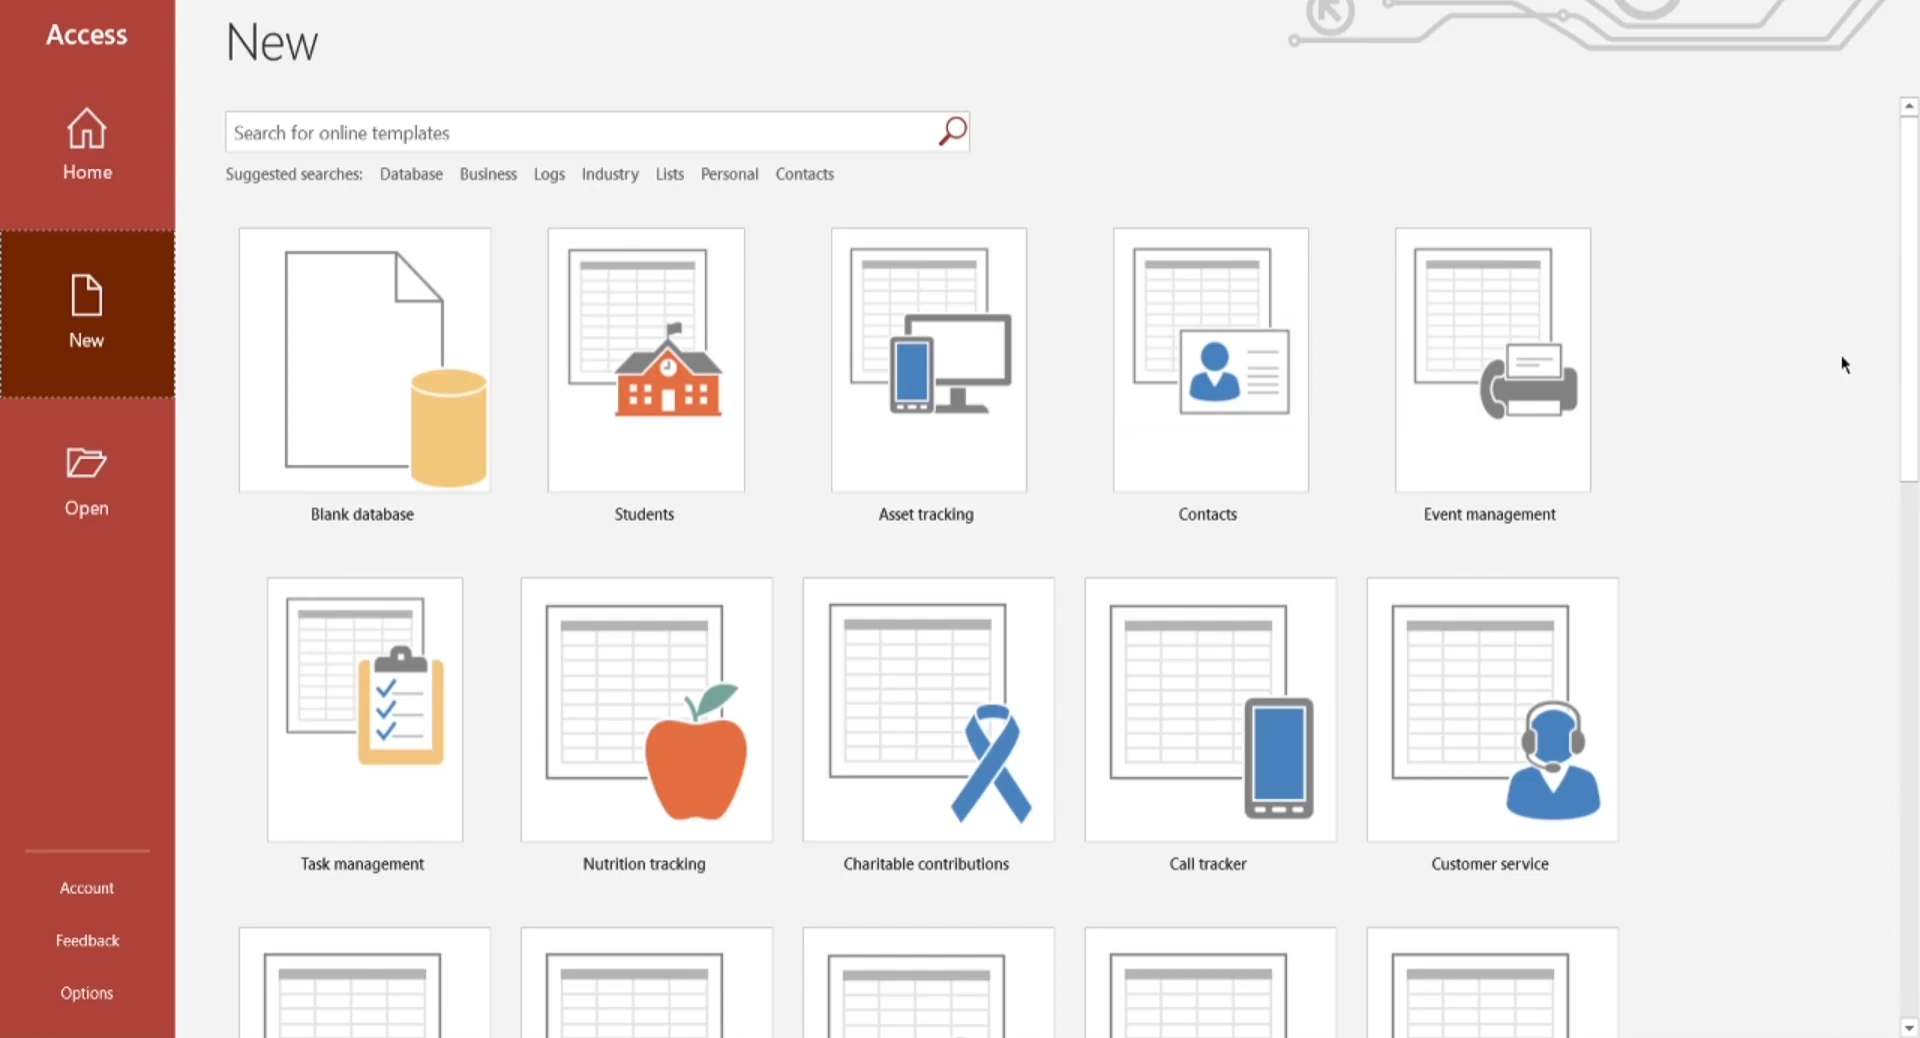 Access
Home
New
Open
Account
Feedback
Options
New
Search for online templates
Suggested searches: Database Business Logs Industry Lists Personal Contacts
Blank database Students Asset tracking Contacts Event management
Task management Nutrition tracking Charitable contributions Call tracker Customer service